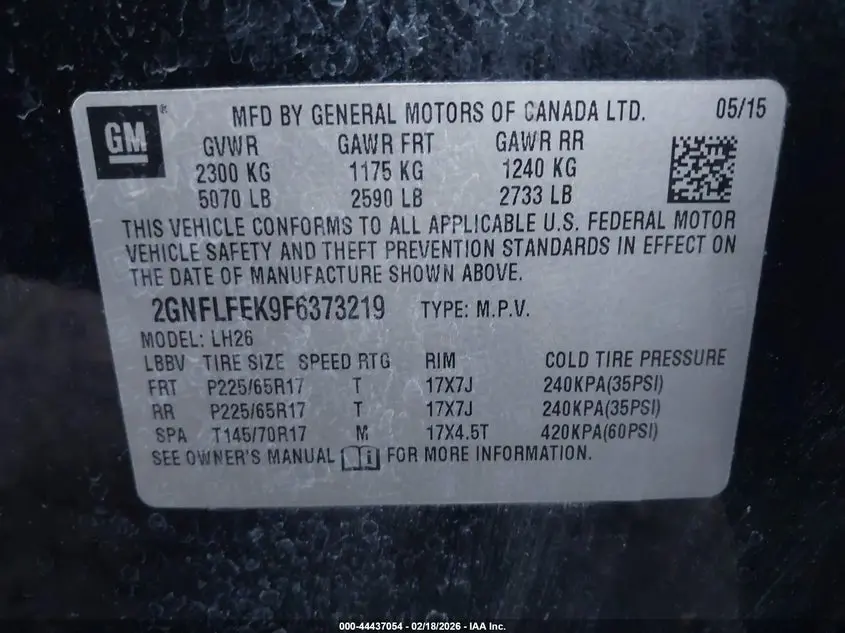 GM ® MFD BY GENERAL MOTORS OF CANADA LTD. 05/15
GVWR GAWR FRT GAWR RR
2300 KG 1175 KG 1240 KG
5070 LB 2590 LB 2733 LB
THIS VEHICLE CONFORMS TO ALL APPLICABLE U.S. FEDERAL MOTOR
VEHICLE SAFETY AND THEFT PREVENTION STANDARDS IN EFFECT ON
THE DATE OF MANUFACTURE SHOWN ABOVE.
2GNFLFEK9F6373219 TYPE: M.P.V.
MODEL: LH26
LBBV TIRE SIZE SPEED RTG RIM COLD TIRE PRESSURE
FRT P225/65R17 T 17X7J 240KPA(35PSI)
RR P225/65R17 T 17X7J 240KPA(35PSI)
SPA T145/70R17 M 17X4.5T 420KPA(60PSI)
SEE OWNER'S MANUAL i FOR MORE INFORMATION.
000-44437054 - 02/18/2026 - IAA Inc.